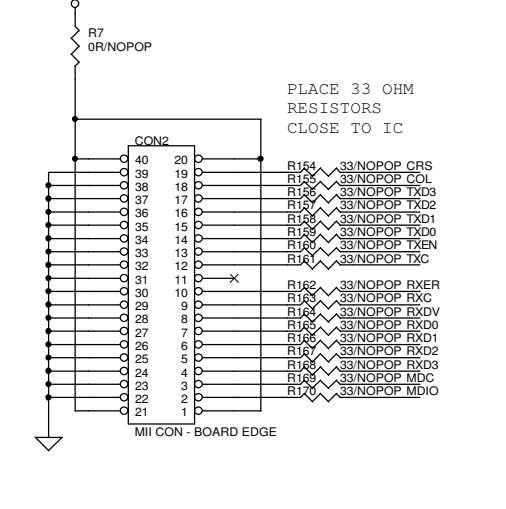 R7
0R/NOPOP
PLACE 33 OHM
RESISTORS
CLOSE TO IC
CON2
40 20
39 19 R154 33/NOPOP CRS
38 18 R155 33/NOPOP COL
37 17 R156 33/NOPOP TXD3
36 16 R157 33/NOPOP TXD2
35 15 R158 33/NOPOP TXD1
34 14 R159 33/NOPOP TXD0
33 13 R160 33/NOPOP TXEN
32 12 R161 33/NOPOP TXC
31 11
30 10 R162 33/NOPOP RXER
29 9 R163 33/NOPOP RXC
28 8 R164 33/NOPOP RXDV
27 7 R165 33/NOPOP RXD0
26 6 R166 33/NOPOP RXD1
25 5 R167 33/NOPOP RXD2
24 4 R168 33/NOPOP RXD3
23 3 R169 33/NOPOP MDC
22 2 R170 33/NOPOP MDIO
21 1
MII CON - BOARD EDGE